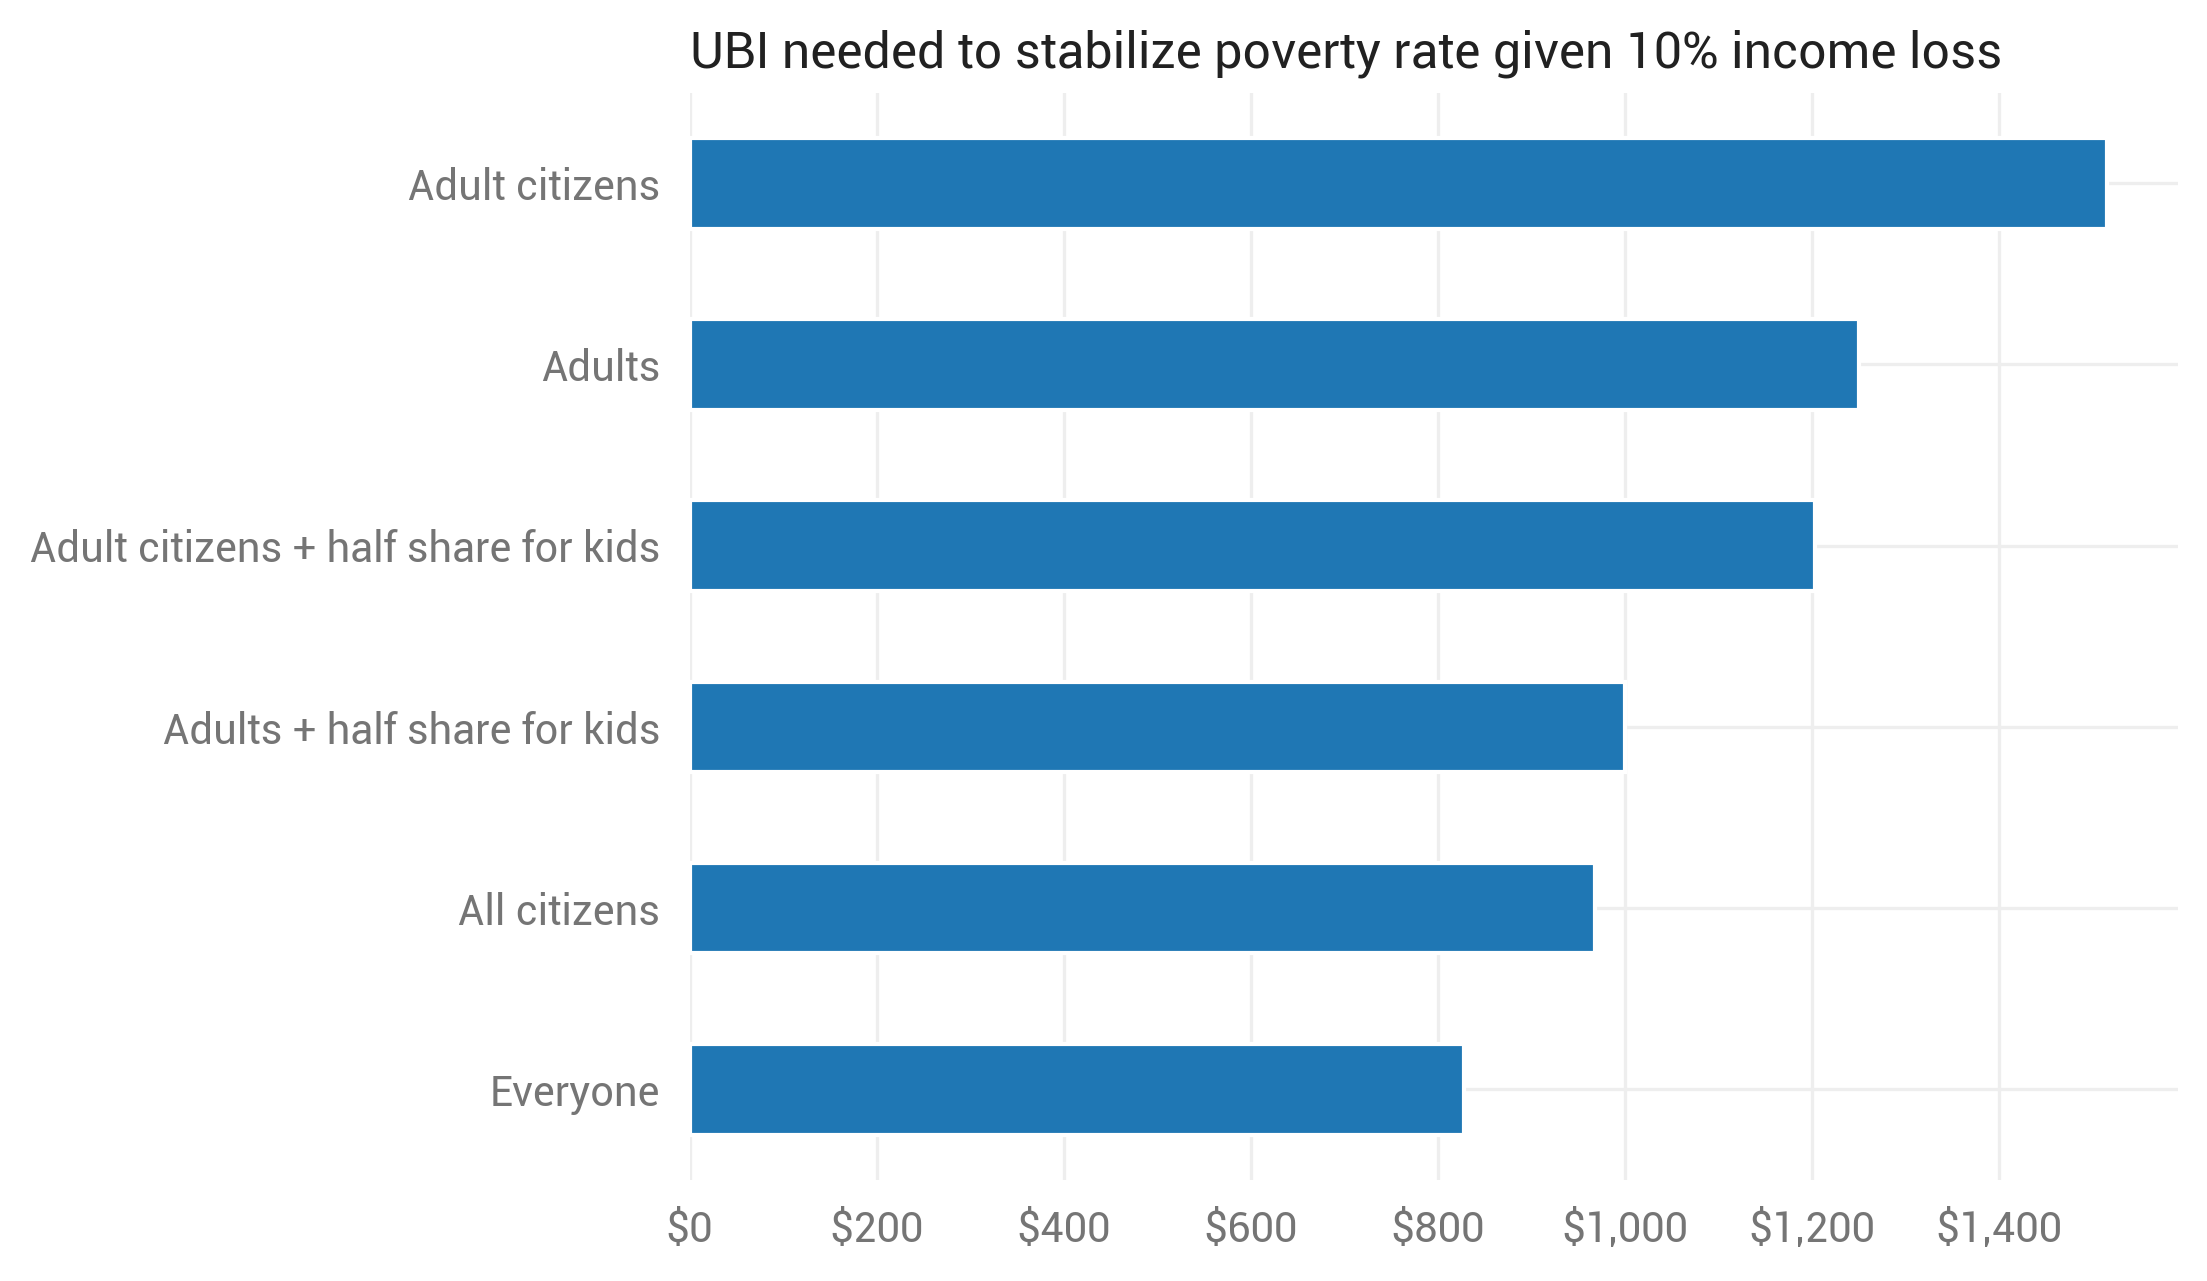 UBI needed to stabilize poverty rate given 10% income loss
Adult citizens
Adults
Adult citizens + half share for kids
Adults + half share for kids
All citizens
Everyone
$0 $200 $400 $600 $800 $1,000 $1,200 $1,400